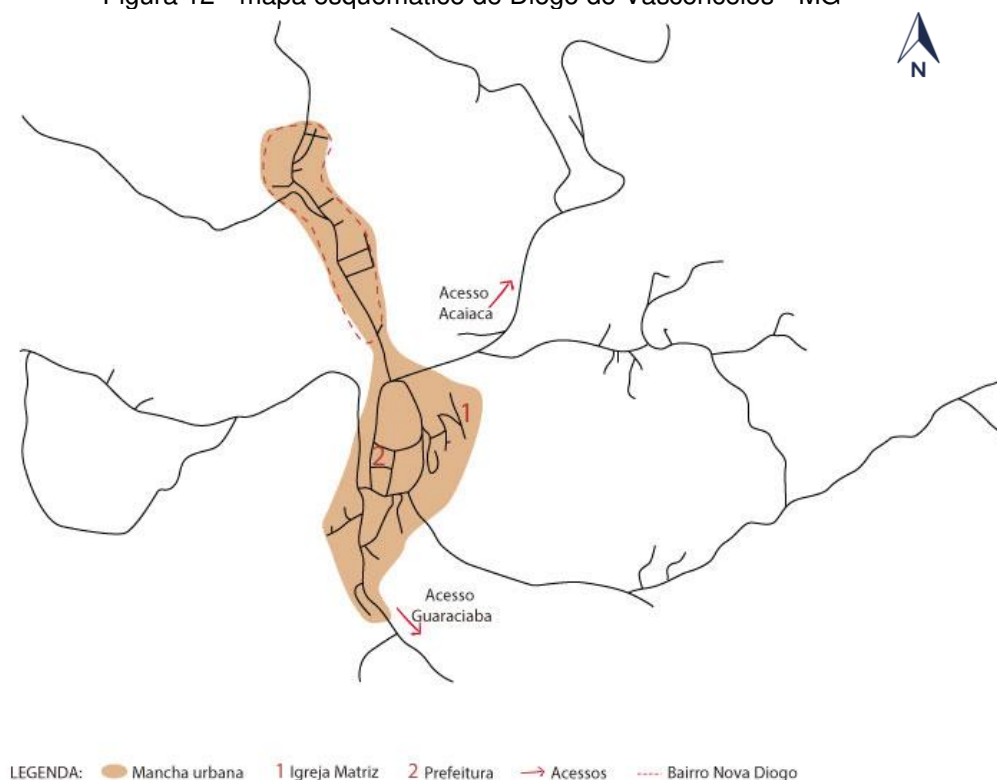 Figura 12 - mapa esquemático de Diogo de Vasconcelos - MG
N
Acesso
Acaiaca
1
2
Acesso
Guaraciaba
LEGENDA: Mancha urbana 1 Igreja Matriz 2 Prefeitura Acessos Bairro Nova Diogo